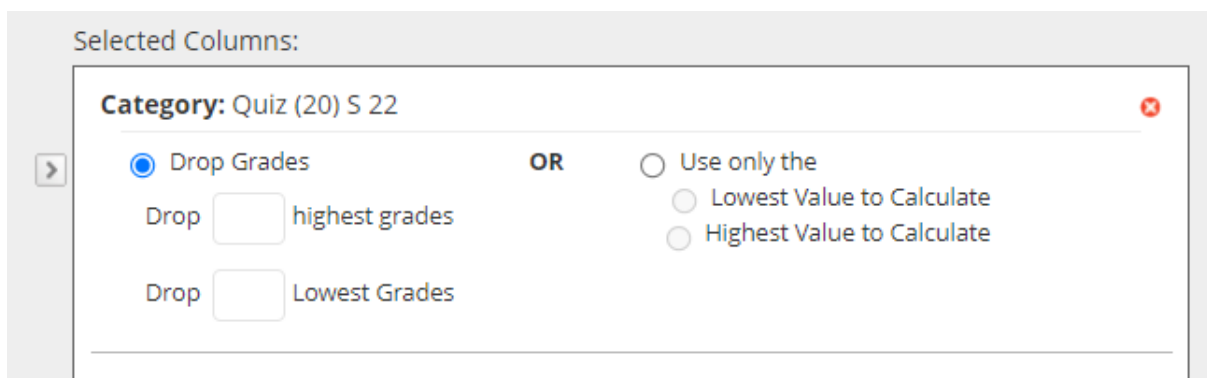 Selected Columns:
Category: Quiz (20) S 22
Drop Grades OR Use only the
Lowest Value to Calculate
Drop highest grades
Highest Value to Calculate
Drop Lowest Grades